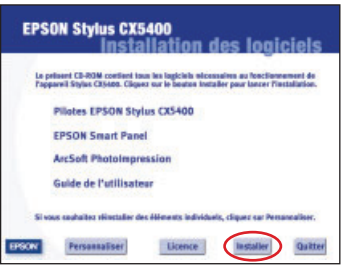 EPSON Stylus CX5400
Installation des logiciels
Le présent CD-ROM contient tous les logiciels nécessaires au fonctionnement de
l'appareil Stylus CX5400. Cliquez sur le bouton Installer pour lancer l'installation.
Pilotes EPSON Stylus CX5400
EPSON Smart Panel
ArcSoft PhotoImpression
Guide de l'utilisateur
Si vous souhaitez réinstaller des éléments individuels, cliquez sur Personnaliser.
EPSON Personnaliser Licence Installer Quitter